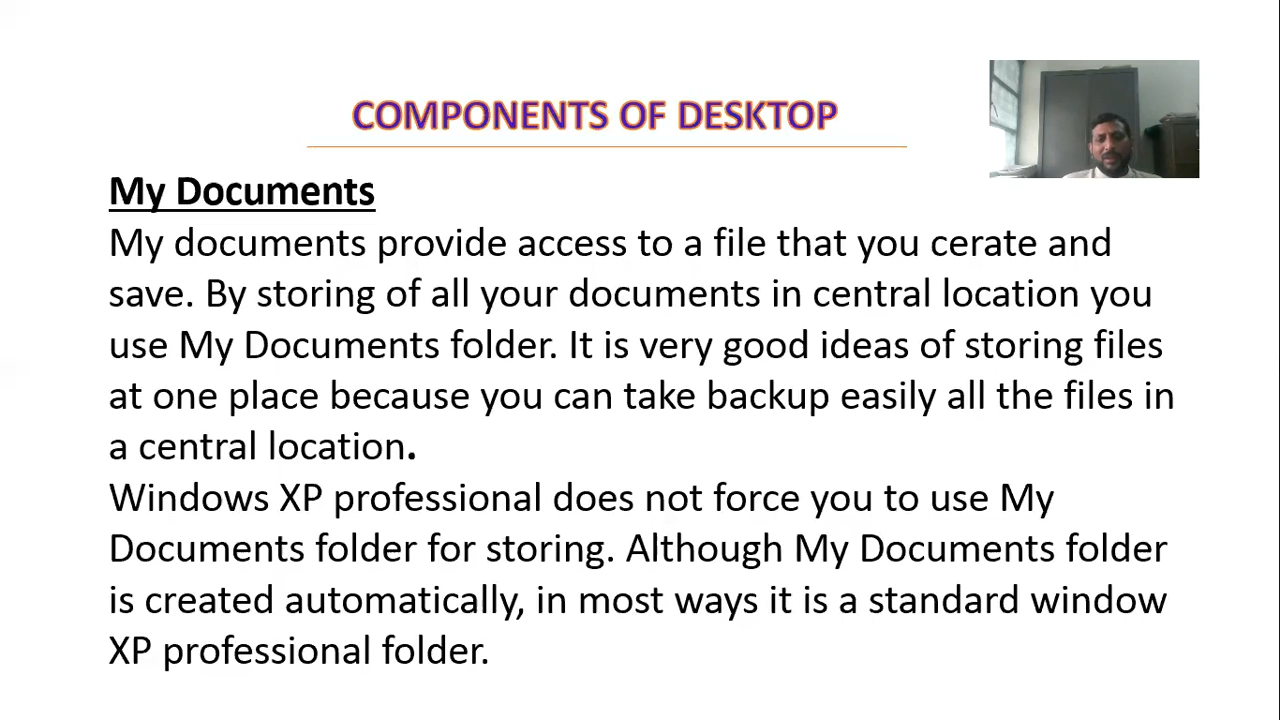 COMPONENTS OF DESKTOP
My Documents
My documents provide access to a file that you cerate and
save. By storing of all your documents in central location you
use My Documents folder. It is very good ideas of storing files
at one place because you can take backup easily all the files in
a central location.
Windows XP professional does not force you to use My
Documents folder for storing. Although My Documents folder
is created automatically, in most ways it is a standard window
XP professional folder.